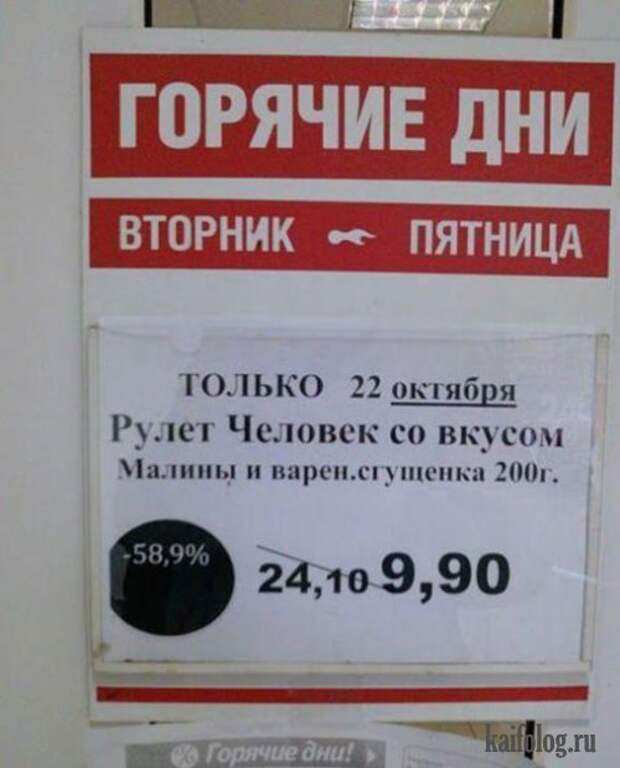 ГОРЯЧИЕ ДНИ
ВТОРНИК ПЯТНИЦА
ТОЛЬКО 22 октября
Рулет Человек со вкусом
Малины и варен.сгущенка 200г.
-58,9%
24,10 9,90
Горячие дни!
kaifolog.ru